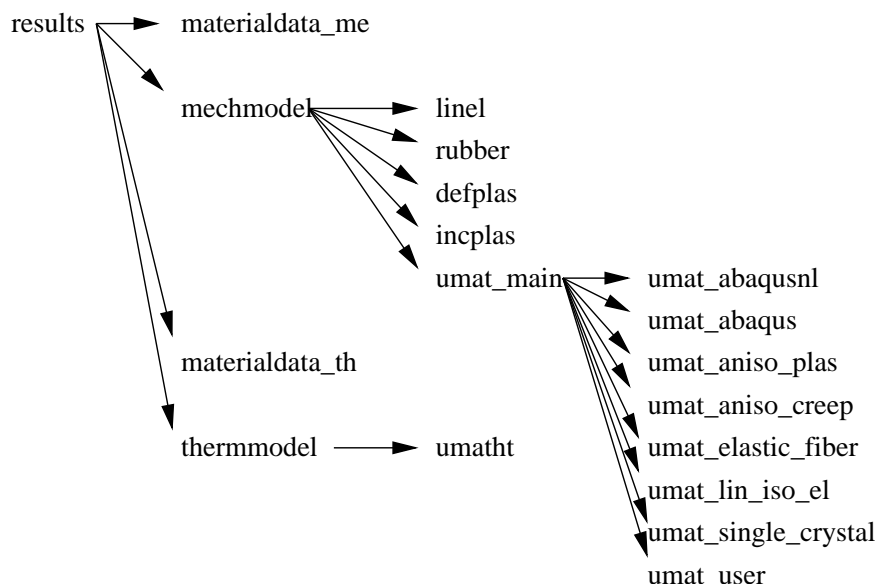 results
materialdata_me
mechmodel
linel
rubber
defplas
incplas
umat_main
umat_abaqusnl
umat_abaqus
umat_aniso_plas
umat_aniso_creep
umat_elastic_fiber
umat_lin_iso_el
umat_single_crystal
umat_user
materialdata_th
thermmodel
umatht